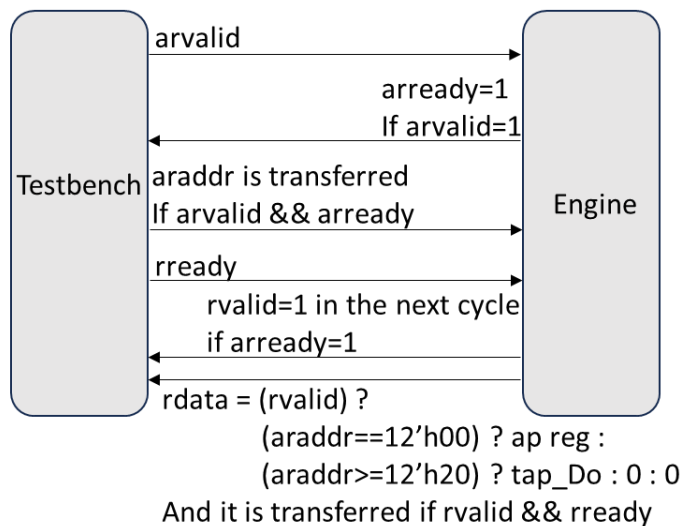 arvalid
arready=1
If arvalid=1
Testbench
araddr is transferred
If arvalid && arready
Engine
rready
rvalid=1 in the next cycle
if arready=1
rdata = (rvalid) ?
(araddr==12’h00) ? ap reg :
(araddr>=12’h20) ? tap_Do : 0 : 0
And it is transferred if rvalid && rready